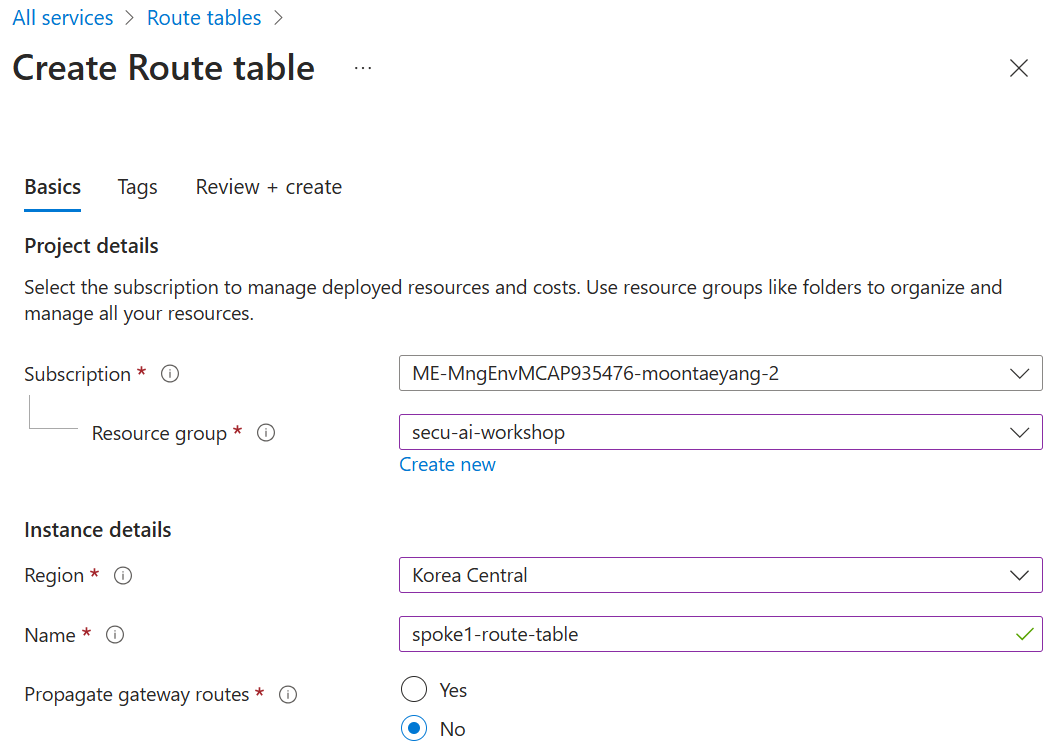 All services > Route tables >
Create Route table ...
Basics Tags Review + create
Project details
Select the subscription to manage deployed resources and costs. Use resource groups like folders to organize and
manage all your resources.
Subscription * ME-MngEnvMCAP935476-moontaeyang-2
Resource group * secu-ai-workshop
Create new
Instance details
Region * Korea Central
Name * spoke1-route-table
Propagate gateway routes * Yes
No